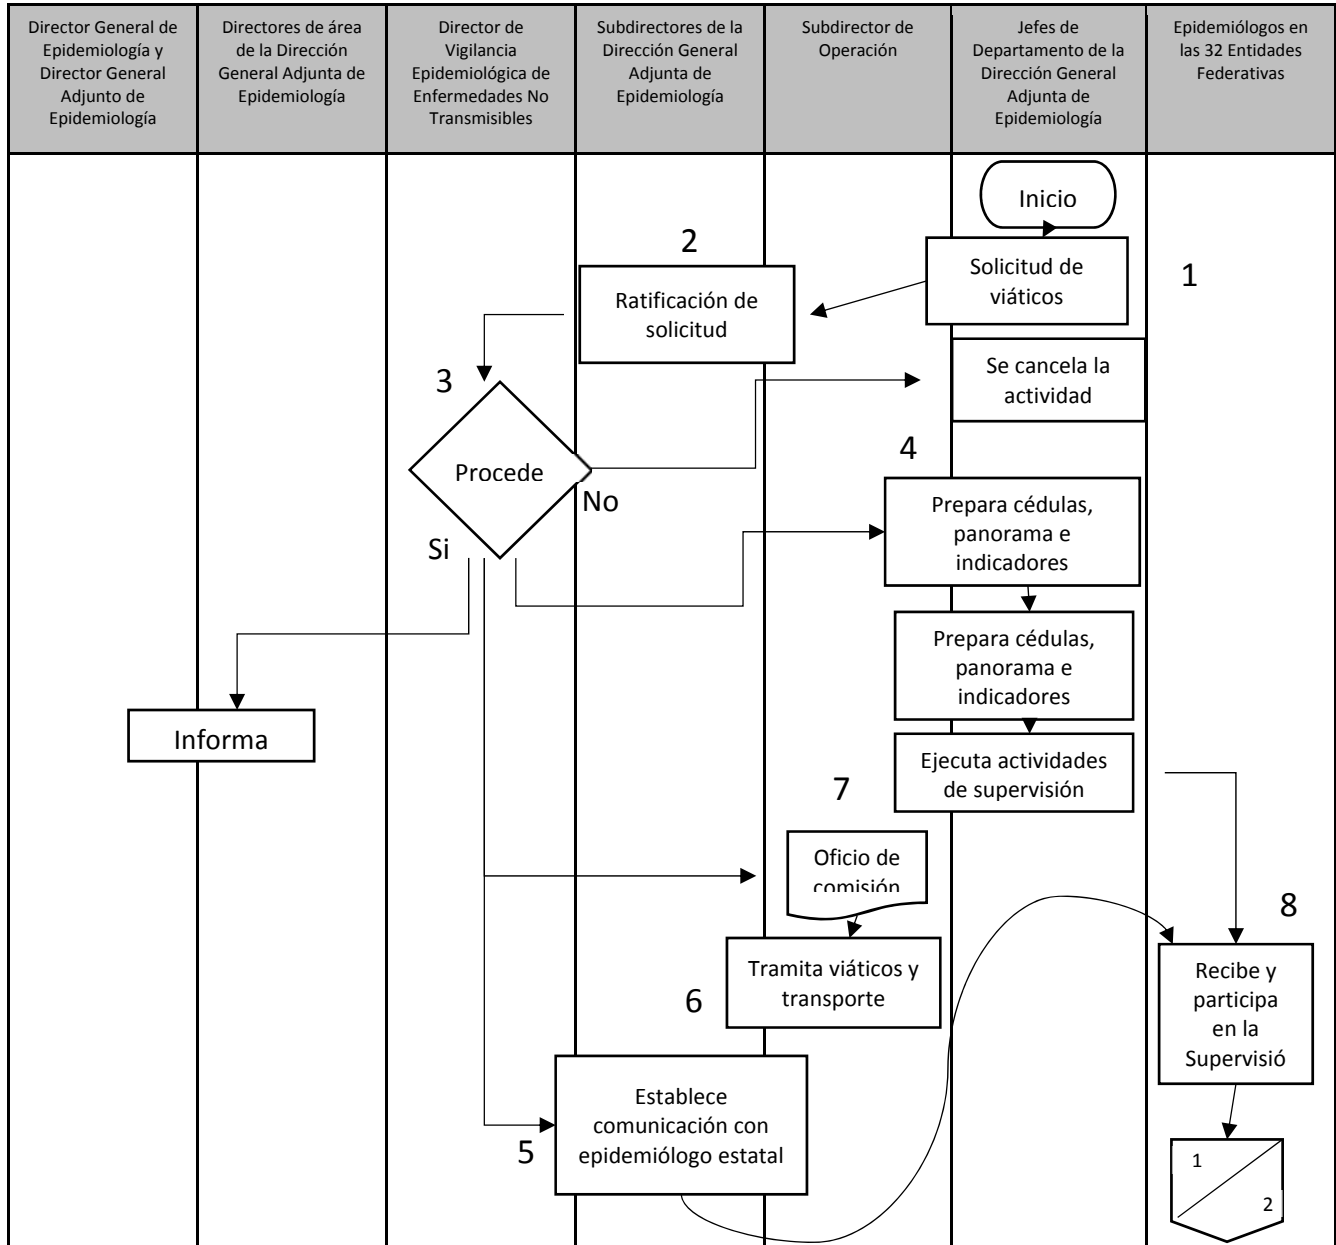 Director General de
Epidemiología y
Director General
Adjunto de
Epidemiología
Directores de área
de la Dirección
General Adjunta de
Epidemiología
Director de
Vigilancia
Epidemiológica de
Enfermedades No
Transmisibles
Subdirectores de la
Dirección General
Adjunta de
Epidemiología
Subdirector de
Operación
Jefes de
Departamento de la
Dirección General
Adjunta de
Epidemiología
Epidemiólogos en
las 32 Entidades
Federativas
Inicio
1
Solicitud de
viáticos
2
Ratificación de
solicitud
Se cancela la
actividad
3
Procede
No
Si
4
Prepara cédulas,
panorama e
indicadores
Prepara cédulas,
panorama e
indicadores
Informa
Ejecuta actividades
de supervisión
7
Oficio de
comisión
8
Tramita viáticos y
transporte
6
Recibe y
participa
en la
Supervisió
Establece
comunicación con
epidemiólogo estatal
5
1
2